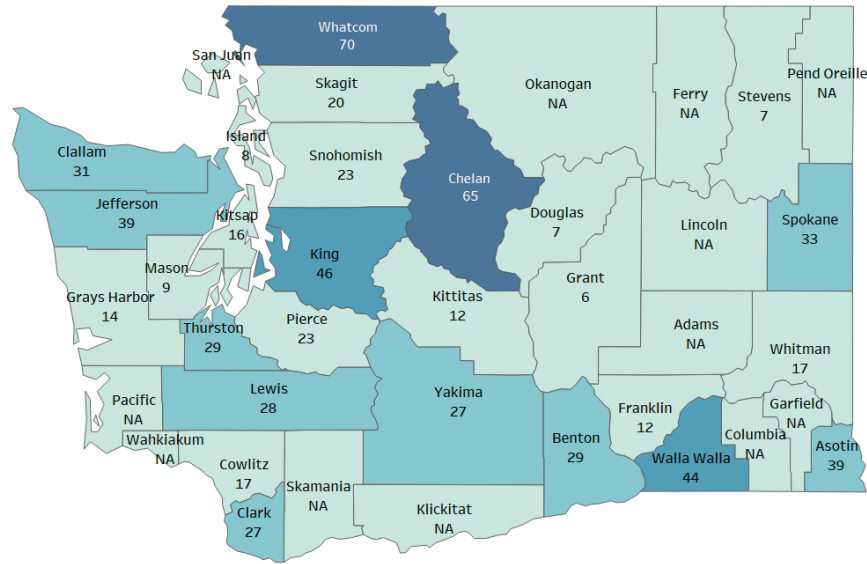 Whatcom
70
San Juan
NA
Skagit
20
Okanogan
NA
Ferry
NA
Stevens
7
Pend Oreille
NA
Island
8
Clallam
31
Snohomish
23
Chelan
65
Jefferson
39
Kitsap
16
Douglas
7
Lincoln
NA
Spokane
33
King
46
Mason
9
Grays Harbor
14
Kittitas
12
Grant
6
Thurston
29
Pierce
23
Adams
NA
Whitman
17
Pacific
NA
Lewis
28
Yakima
27
Franklin
12
Garfield
NA
Wahkiakum
NA
Benton
29
Columbia
NA
Asotin
39
Walla Walla
44
Cowlitz
17
Skamania
NA
Klickitat
NA
Clark
27